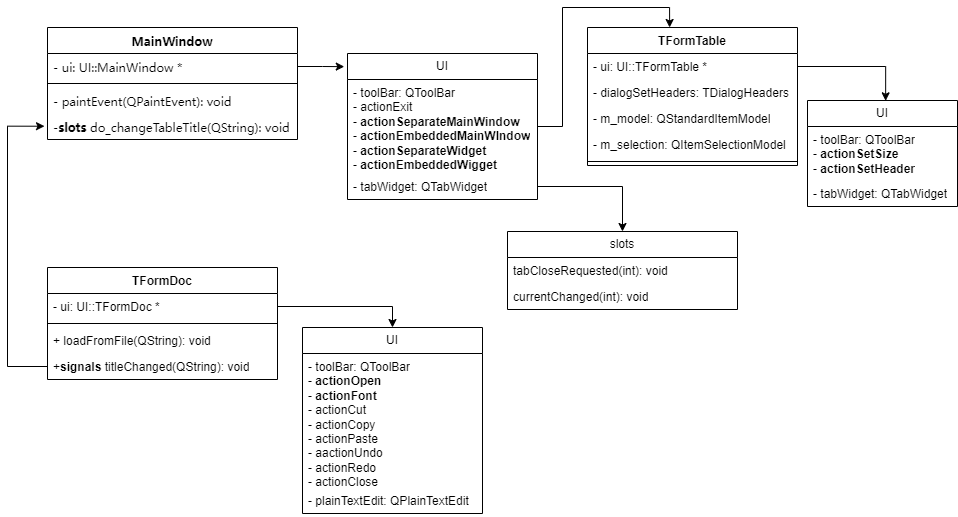 MainWindow
- ui: UI::MainWindow *
- paintEvent(QPaintEvent): void
-slots do_changeTableTitle(QString): void
UI
- toolBar: QToolBar
- actionExit
- actionSeparateMainWindow
- actionEmbeddedMainWIndow
- actionSeparateWidget
- actionEmbeddedWigget
- tabWidget: QTabWidget
TFormTable
- ui: UI::TFormTable *
- dialogSetHeaders: TDialogHeaders
- m_model: QStandardItemModel
- m_selection: QItemSelectionModel
UI
- toolBar: QToolBar
- actionSetSize
- actionSetHeader
- tabWidget: QTabWidget
slots
tabCloseRequested(int): void
currentChanged(int): void
TFormDoc
- ui: UI::TFormDoc *
+ loadFromFile(QString): void
+signals titleChanged(QString): void
UI
- toolBar: QToolBar
- actionOpen
- actionFont
- actionCut
- actionCopy
- actionPaste
- aactionUndo
- actionRedo
- actionClose
- plainTextEdit: QPlainTextEdit